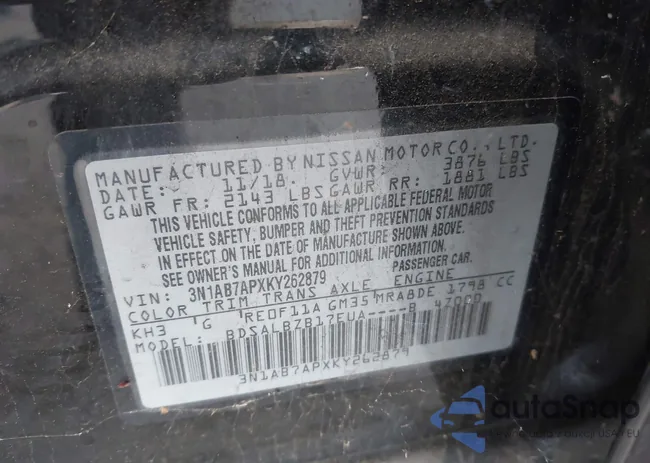 MANUFACTURED BY NISSAN MOTOR CO., LTD.
DATE: 11/18 GVWR: 3876 LBS
GAWR FR: 2143 LBS GAWR RR: 1881 LBS
THIS VEHICLE CONFORMS TO ALL APPLICABLE FEDERAL MOTOR
VEHICLE SAFETY, BUMPER AND THEFT PREVENTION STANDARDS
IN EFFECT ON THE DATE OF MANUFACTURE SHOWN ABOVE.
SEE OWNER'S MANUAL FOR ADDITIONAL INFORMATION.
VIN: 3N1AB7APXKY262879 PASSENGER CAR.
COLOR TRIM TRANS AXLE ENGINE
KH3 G RE0F11A GM35 MRA8DE 1798 CC
MODEL: BDSALBZB17EUA----B 47000
3N1AB7APXKY262879
autoSnap